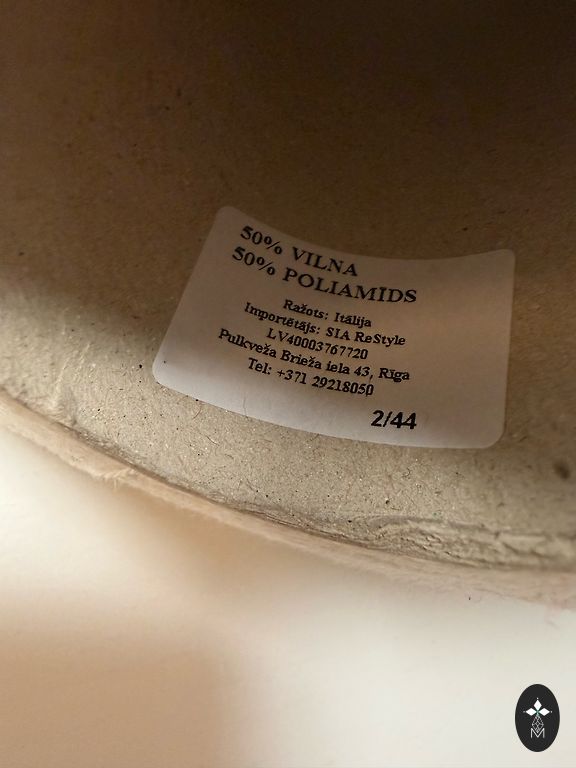 50% VILNA
50% POLIAMĪDS
Ražots: Itālija
Importētājs: SIA ReStyle
LV40003767720
Pulkveža Brieža iela 43, Rīga
Tel: +371 29218050
2/44
M